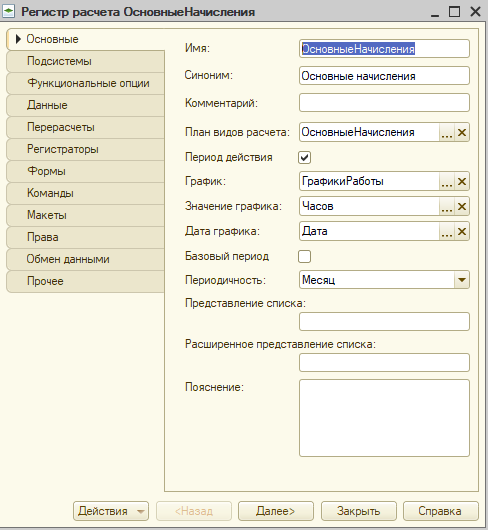 Регистр расчета ОсновныеНачисления
Основные
Подсистемы
Функциональные опции
Данные
Перерасчеты
Регистраторы
Формы
Команды
Макеты
Права
Обмен данными
Прочее
Имя: ОсновныеНачисления
Синоним: Основные начисления
Комментарий:
План видов расчета: ОсновныеНачисления ...
Период действия
График: ГрафикиРаботы ...
Значение графика: Часов ...
Дата графика: Дата ...
Базовый период
Периодичность: Месяц
Представление списка:
Расширенное представление списка:
Пояснение:
Действия <Назад Далее> Закрыть Справка